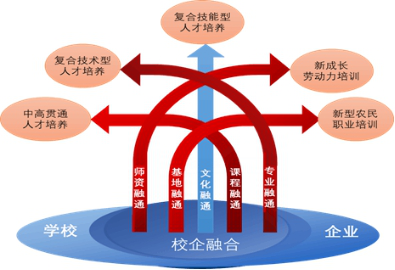 复合技能型
人才培养
复合技术型
人才培养
新成长
劳动力培训
中高贯通
人才培养
新型农民
职业培训
师资融通
基地融通
文化融通
课程融通
专业融通
学校
企业
校企融合